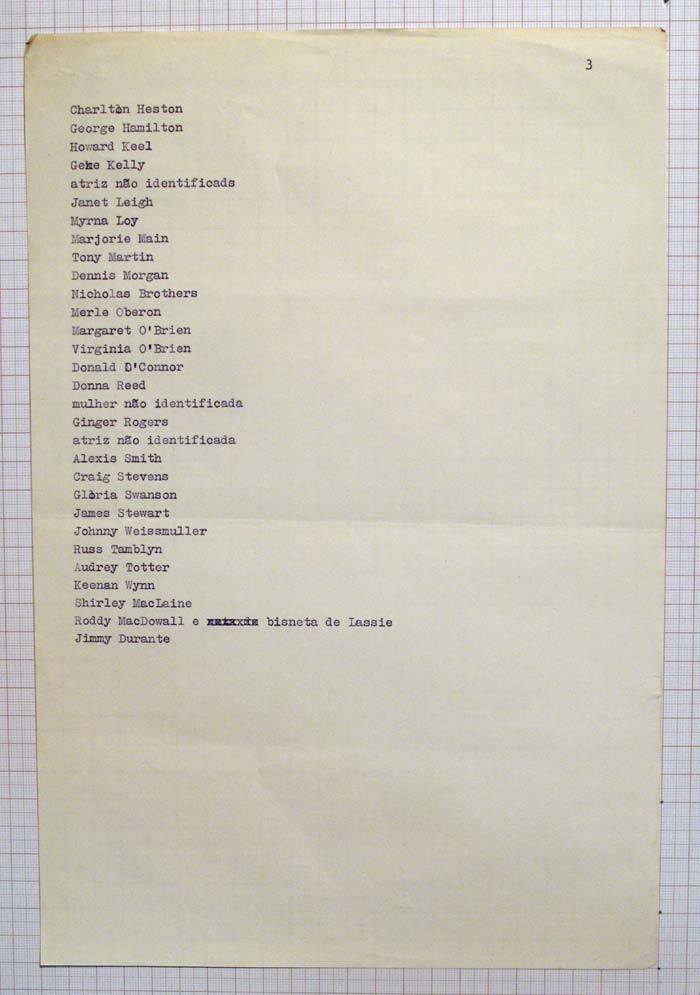 3
Charlton Heston
George Hamilton
Howard Keel
Gene Kelly
atriz não identificads
Janet Leigh
Myrna Loy
Marjorie Main
Tony Martin
Dennis Morgan
Nicholas Brothers
Merle Oberon
Margaret O'Brien
Virginia O'Brien
Donald O'Connor
Donna Reed
mulher não identificada
Ginger Rogers
atriz não identificada
Alexis Smith
Craig Stevens
Gloria Swanson
James Stewart
Johnny Weissmuller
Russ Tamblyn
Audrey Totter
Keenan Wynn
Shirley MacLaine
Roddy MacDowall e bisneta de Lassie
Jimmy Durante